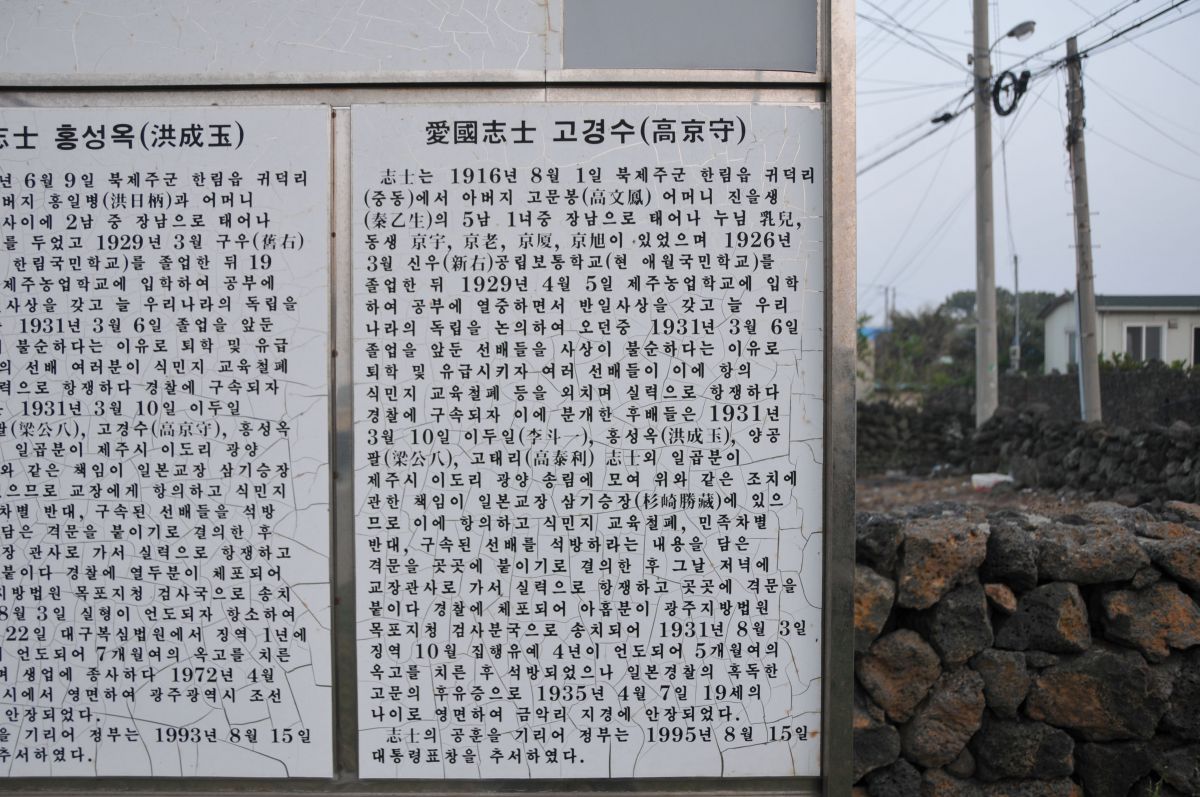 志士 홍성옥(洪成玉)
년 6월 9일 북제주군 한림읍 귀덕리
버지 홍일병(洪日柄)과 어머니
사이에 2남 중 장남으로 태어나
를 두었고 1929년 3월 구우(舊右)
한림국민학교)를 졸업한 뒤 19
제주농업학교에 입학하여 공부에
사상을 갖고 늘 우리나라의 독립을
1931년 3월 6일 졸업을 앞둔
불순하다는 이유로 퇴학 및 유급
의 선배 여러분이 식민지 교육철폐
력으로 항쟁하다 경찰에 구속되자
1931년 3월 10일 이두일
팔(梁公八), 고경수(高京守), 홍성옥
일곱분이 제주시 이도리 광양
와 같은 책임이 일본교장 삼기승장
으므로 교장에게 항의하고 식민지
차별 반대, 구속된 선배들을 석방
담은 격문을 붙이기로 결의한 후
장 관사로 가서 실력으로 항쟁하고
붙이다 경찰에 열두분이 체포되어
지방법원 목포지청 검사국으로 송치
8월 3일 실형이 언도되자 항소하여
22일 대구복심법원에서 징역 1년에
언도되어 7개월여의 옥고를 치른
며 생업에 종사하다 1972년 4월
시에서 영면하여 광주광역시 조선
안장되었다.
을 기리어 정부는 1993년 8월 15일
추서하였다.
愛國志士 고경수(高京守)
志士는 1916년 8월 1일 북제주군 한림읍 귀덕리
(중동)에서 아버지 고문봉(高文鳳) 어머니 진을생
(秦乙生)의 5남 1녀중 장남으로 태어나 누님 乳兒,
동생 京宇, 京老, 京厦, 京旭이 있었으며 1926년
3월 신우(新右)공립보통학교(현 애월국민학교)를
졸업한 뒤 1929년 4월 5일 제주농업학교에 입학
하여 공부에 열중하면서 반일사상을 갖고 늘 우리
나라의 독립을 논의하여 오던중 1931년 3월 6일
졸업을 앞둔 선배들을 사상이 불순하다는 이유로
퇴학 및 유급시키자 여러 선배들이 이에 항의
식민지 교육철폐 등을 외치며 실력으로 항쟁하다
경찰에 구속되자 이에 분개한 후배들은 1931년
3월 10일 이두일(李斗一), 홍성옥(洪成玉), 양공
팔(梁公八), 고태리(高泰利) 志士외 일곱분이
제주시 이도리 광양 송림에 모여 위와 같은 조치에
관한 책임이 일본교장 삼기승장(杉崎勝藏)에 있으
므로 이에 항의하고 식민지 교육철폐, 민족차별
반대, 구속된 선배를 석방하라는 내용을 담은
격문을 곳곳에 붙이기로 결의한 후 그날 저녁에
교장관사로 가서 실력으로 항쟁하고 곳곳에 격문을
붙이다 경찰에 체포되어 아홉분이 광주지방법원
목포지청 검사분국으로 송치되어 1931년 8월 3일
징역 10월 집행유예 4년이 언도되어 5개월여의
옥고를 치른 후 석방되었으나 일본경찰의 혹독한
고문의 후유증으로 1935년 4월 7일 19세의
나이로 영면하여 금악리 지경에 안장되었다.
志士의 공훈을 기리어 정부는 1995년 8월 15일
대통령표창을 추서하였다.